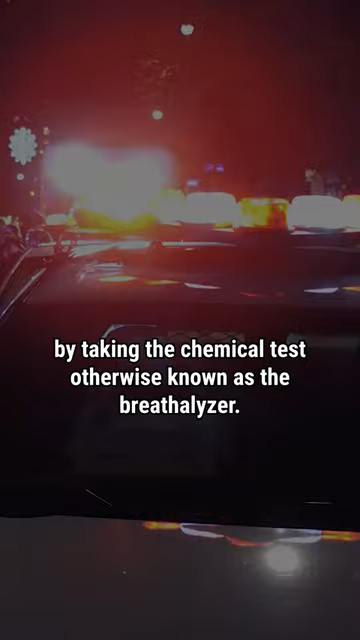 by taking the chemical test
otherwise known as the
breathalyzer.